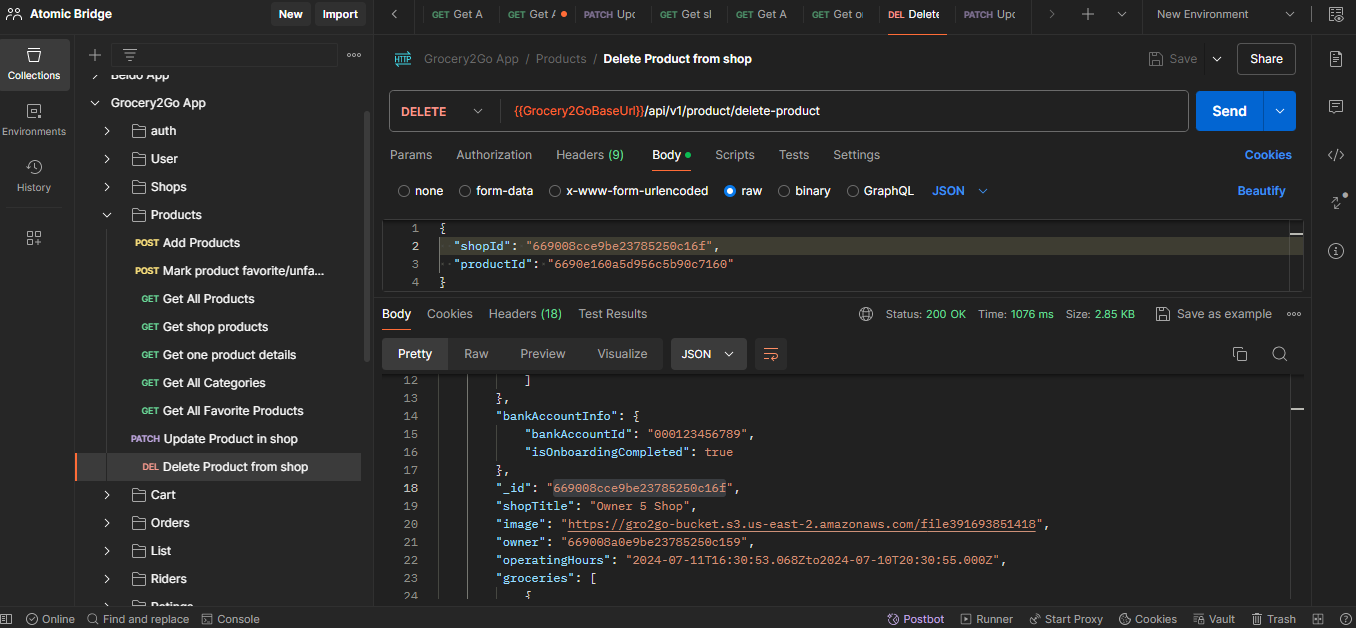 Atomic Bridge
New
Import
GET Get A
GET Get A
PATCH Upd
GET Get sh
GET Get A
GET Get o
DEL Delete
PATCH Upd
New Environment
Collections
Environments
History
Beido App
Grocery2Go App
auth
User
Shops
Products
POST Add Products
POST Mark product favorite/unfa...
GET Get All Products
GET Get shop products
GET Get one product details
GET Get All Categories
GET Get All Favorite Products
PATCH Update Product in shop
DEL Delete Product from shop
Cart
Orders
List
Riders
Ratings
HTTP Grocery2Go App / Products / Delete Product from shop
Save
Share
DELETE
{{Grocery2GoBaseUrl}}/api/v1/product/delete-product
Send
Params Authorization Headers (9) Body Scripts Tests Settings
Cookies
none form-data x-www-form-urlencoded raw binary GraphQL JSON
Beautify
1 {
2 "shopId": "669008cce9be23785250c16f",
3 "productId": "6690e160a5d956c5b90c7160"
4 }
Body Cookies Headers (18) Test Results
Status: 200 OK Time: 1076 ms Size: 2.85 KB
Save as example
Pretty Raw Preview Visualize JSON
12 ]
13 },
14 "bankAccountInfo": {
15 "bankAccountId": "000123456789",
16 "isOnboardingCompleted": true
17 },
18 "_id": "669008cce9be23785250c16f",
19 "shopTitle": "Owner 5 Shop",
20 "image": "https://gro2go-bucket.s3.us-east-2.amazonaws.com/file391693851418",
21 "owner": "669008a0e9be23785250c159",
22 "operatingHours": "2024-07-11T16:30:53.068Zto2024-07-10T20:30:55.000Z",
23 "groceries": [
24 {
Online
Find and replace
Console
Postbot
Runner
Start Proxy
Cookies
Vault
Trash